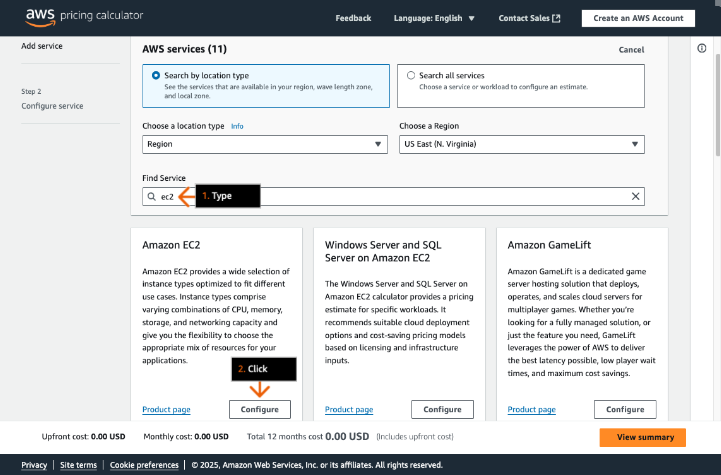 aws pricing calculator
Feedback Language: English Contact Sales Create an AWS Account
Add service
Step 2
Configure service
AWS services (11) Cancel
Search by location type
See the services that are available in your region, wave length zone,
and local zone.
Search all services
Choose a service or workload to configure an estimate.
Choose a location type Info
Region
Choose a Region
US East (N. Virginia)
Find Service
ec2
1. Type
Amazon EC2
Amazon EC2 provides a wide selection of
instance types optimized to fit different
use cases. Instance types comprise
varying combinations of CPU, memory,
storage, and networking capacity and
give you the flexibility to choose the
appropriate mix of resources for your
applications.
2. Click
Product page Configure
Windows Server and SQL
Server on Amazon EC2
The Windows Server and SQL Server on
Amazon EC2 calculator provides a pricing
estimate for specific workloads. It
recommends suitable cloud deployment
options and cost-saving pricing models
based on licensing and infrastructure
inputs.
Product page Configure
Amazon GameLift
Amazon GameLift is a dedicated game
server hosting solution that deploys,
operates, and scales cloud servers for
multiplayer games. Whether you're
looking for a fully managed solution, or
just the feature you need, GameLift
leverages the power of AWS to deliver
the best latency possible, low player wait
times, and maximum cost savings.
Product page Configure
Upfront cost: 0.00 USD Monthly cost: 0.00 USD Total 12 months cost 0.00 USD (Includes upfront cost) View summary
Privacy | Site terms | Cookie preferences | © 2025, Amazon Web Services, Inc. or its affiliates. All rights reserved.